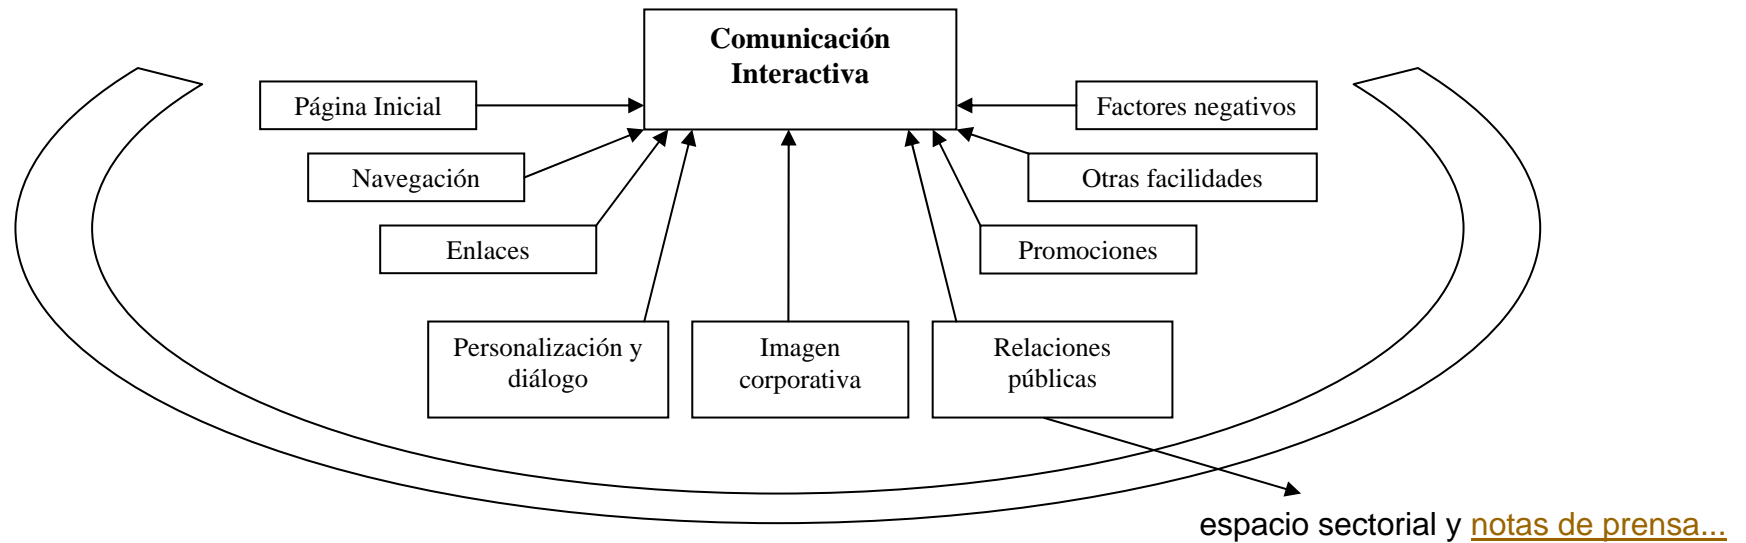 Comunicación
Interactiva
Página Inicial
Factores negativos
Navegación
Otras facilidades
Enlaces
Promociones
Personalización y
diálogo
Imagen
corporativa
Relaciones
públicas
espacio sectorial y notas de prensa...